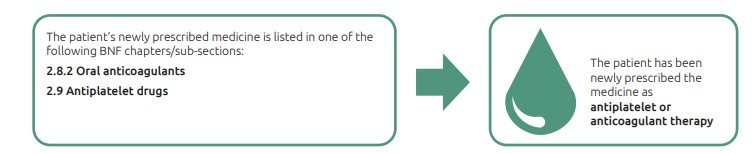 The patient's newly prescribed medicine is listed in one of the
following BNF chapters/sub-sections:
2.8.2 Oral anticoagulants
2.9 Antiplatelet drugs
The patient has been
newly prescribed the
medicine as
antiplatelet or
anticoagulant therapy